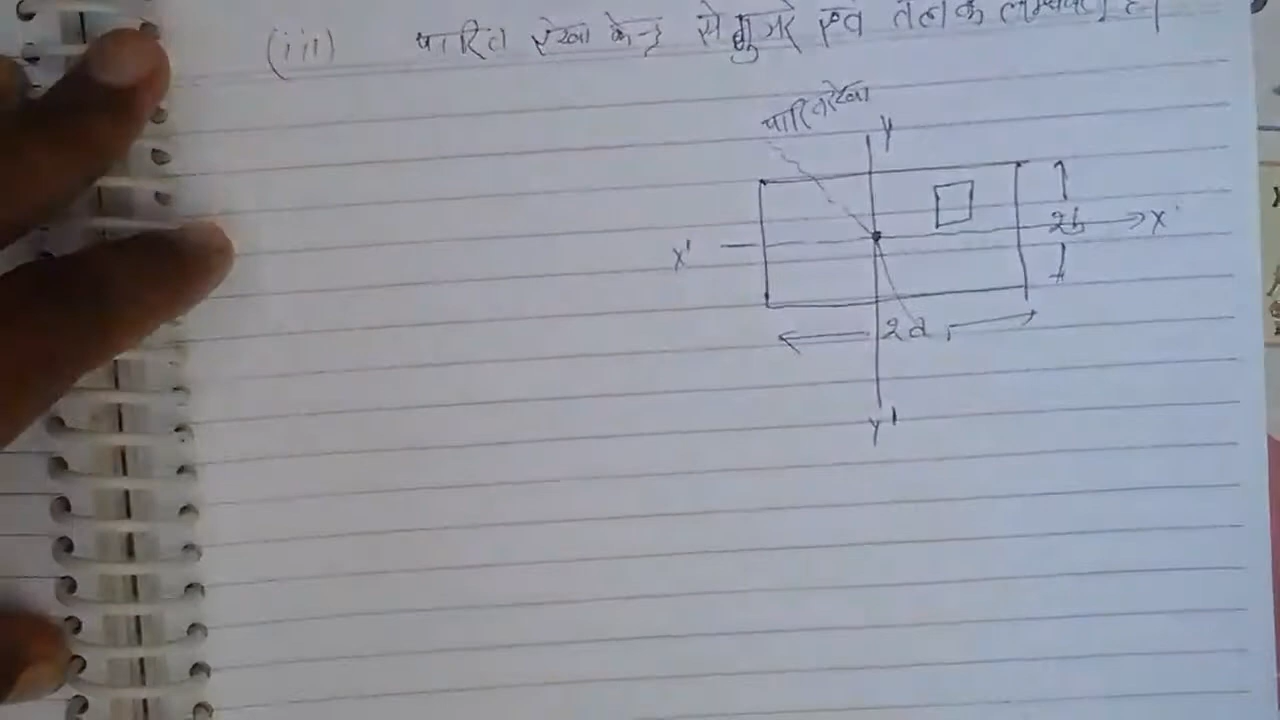 (iii) पारित रेखा केन्द्र से गुजरे एवं तल के लम्बवत् है।
पारित रेखा
y
2b
x
x'
2a
y'